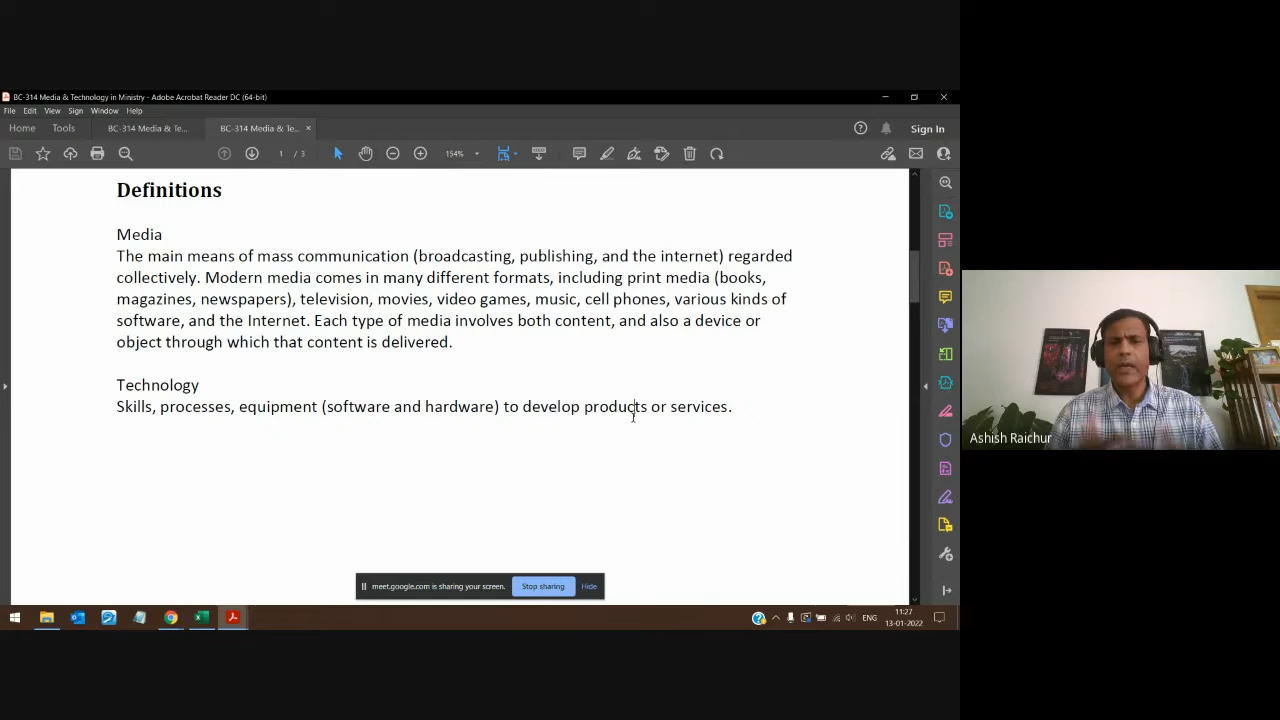 BC-314 Media & Technology in Ministry - Adobe Acrobat Reader DC (64-bit)
File Edit View Sign Window Help
Home Tools BC-314 Media & Te... BC-314 Media & Te... ×
Sign In
1 / 3 154%
Definitions
Media
The main means of mass communication (broadcasting, publishing, and the internet) regarded
collectively. Modern media comes in many different formats, including print media (books,
magazines, newspapers), television, movies, video games, music, cell phones, various kinds of
software, and the Internet. Each type of media involves both content, and also a device or
object through which that content is delivered.
Technology
Skills, processes, equipment (software and hardware) to develop products or services.
Ashish Raichur
meet.google.com is sharing your screen. Stop sharing Hide
ENG
11:27
13-01-2022